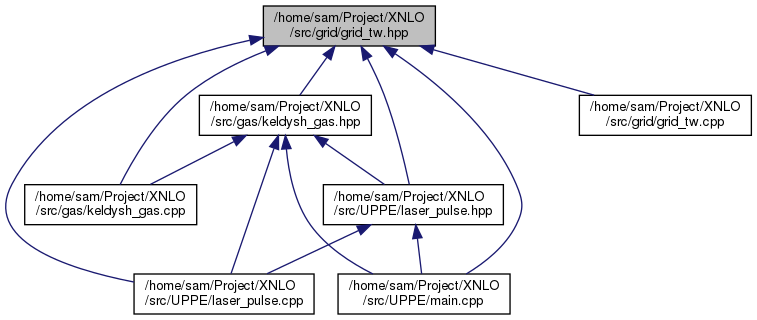 /home/sam/Project/XNLO
/src/grid/grid_tw.hpp
/home/sam/Project/XNLO
/src/gas/keldysh_gas.hpp
/home/sam/Project/XNLO
/src/grid/grid_tw.cpp
/home/sam/Project/XNLO
/src/gas/keldysh_gas.cpp
/home/sam/Project/XNLO
/src/UPPE/laser_pulse.hpp
/home/sam/Project/XNLO
/src/UPPE/laser_pulse.cpp
/home/sam/Project/XNLO
/src/UPPE/main.cpp